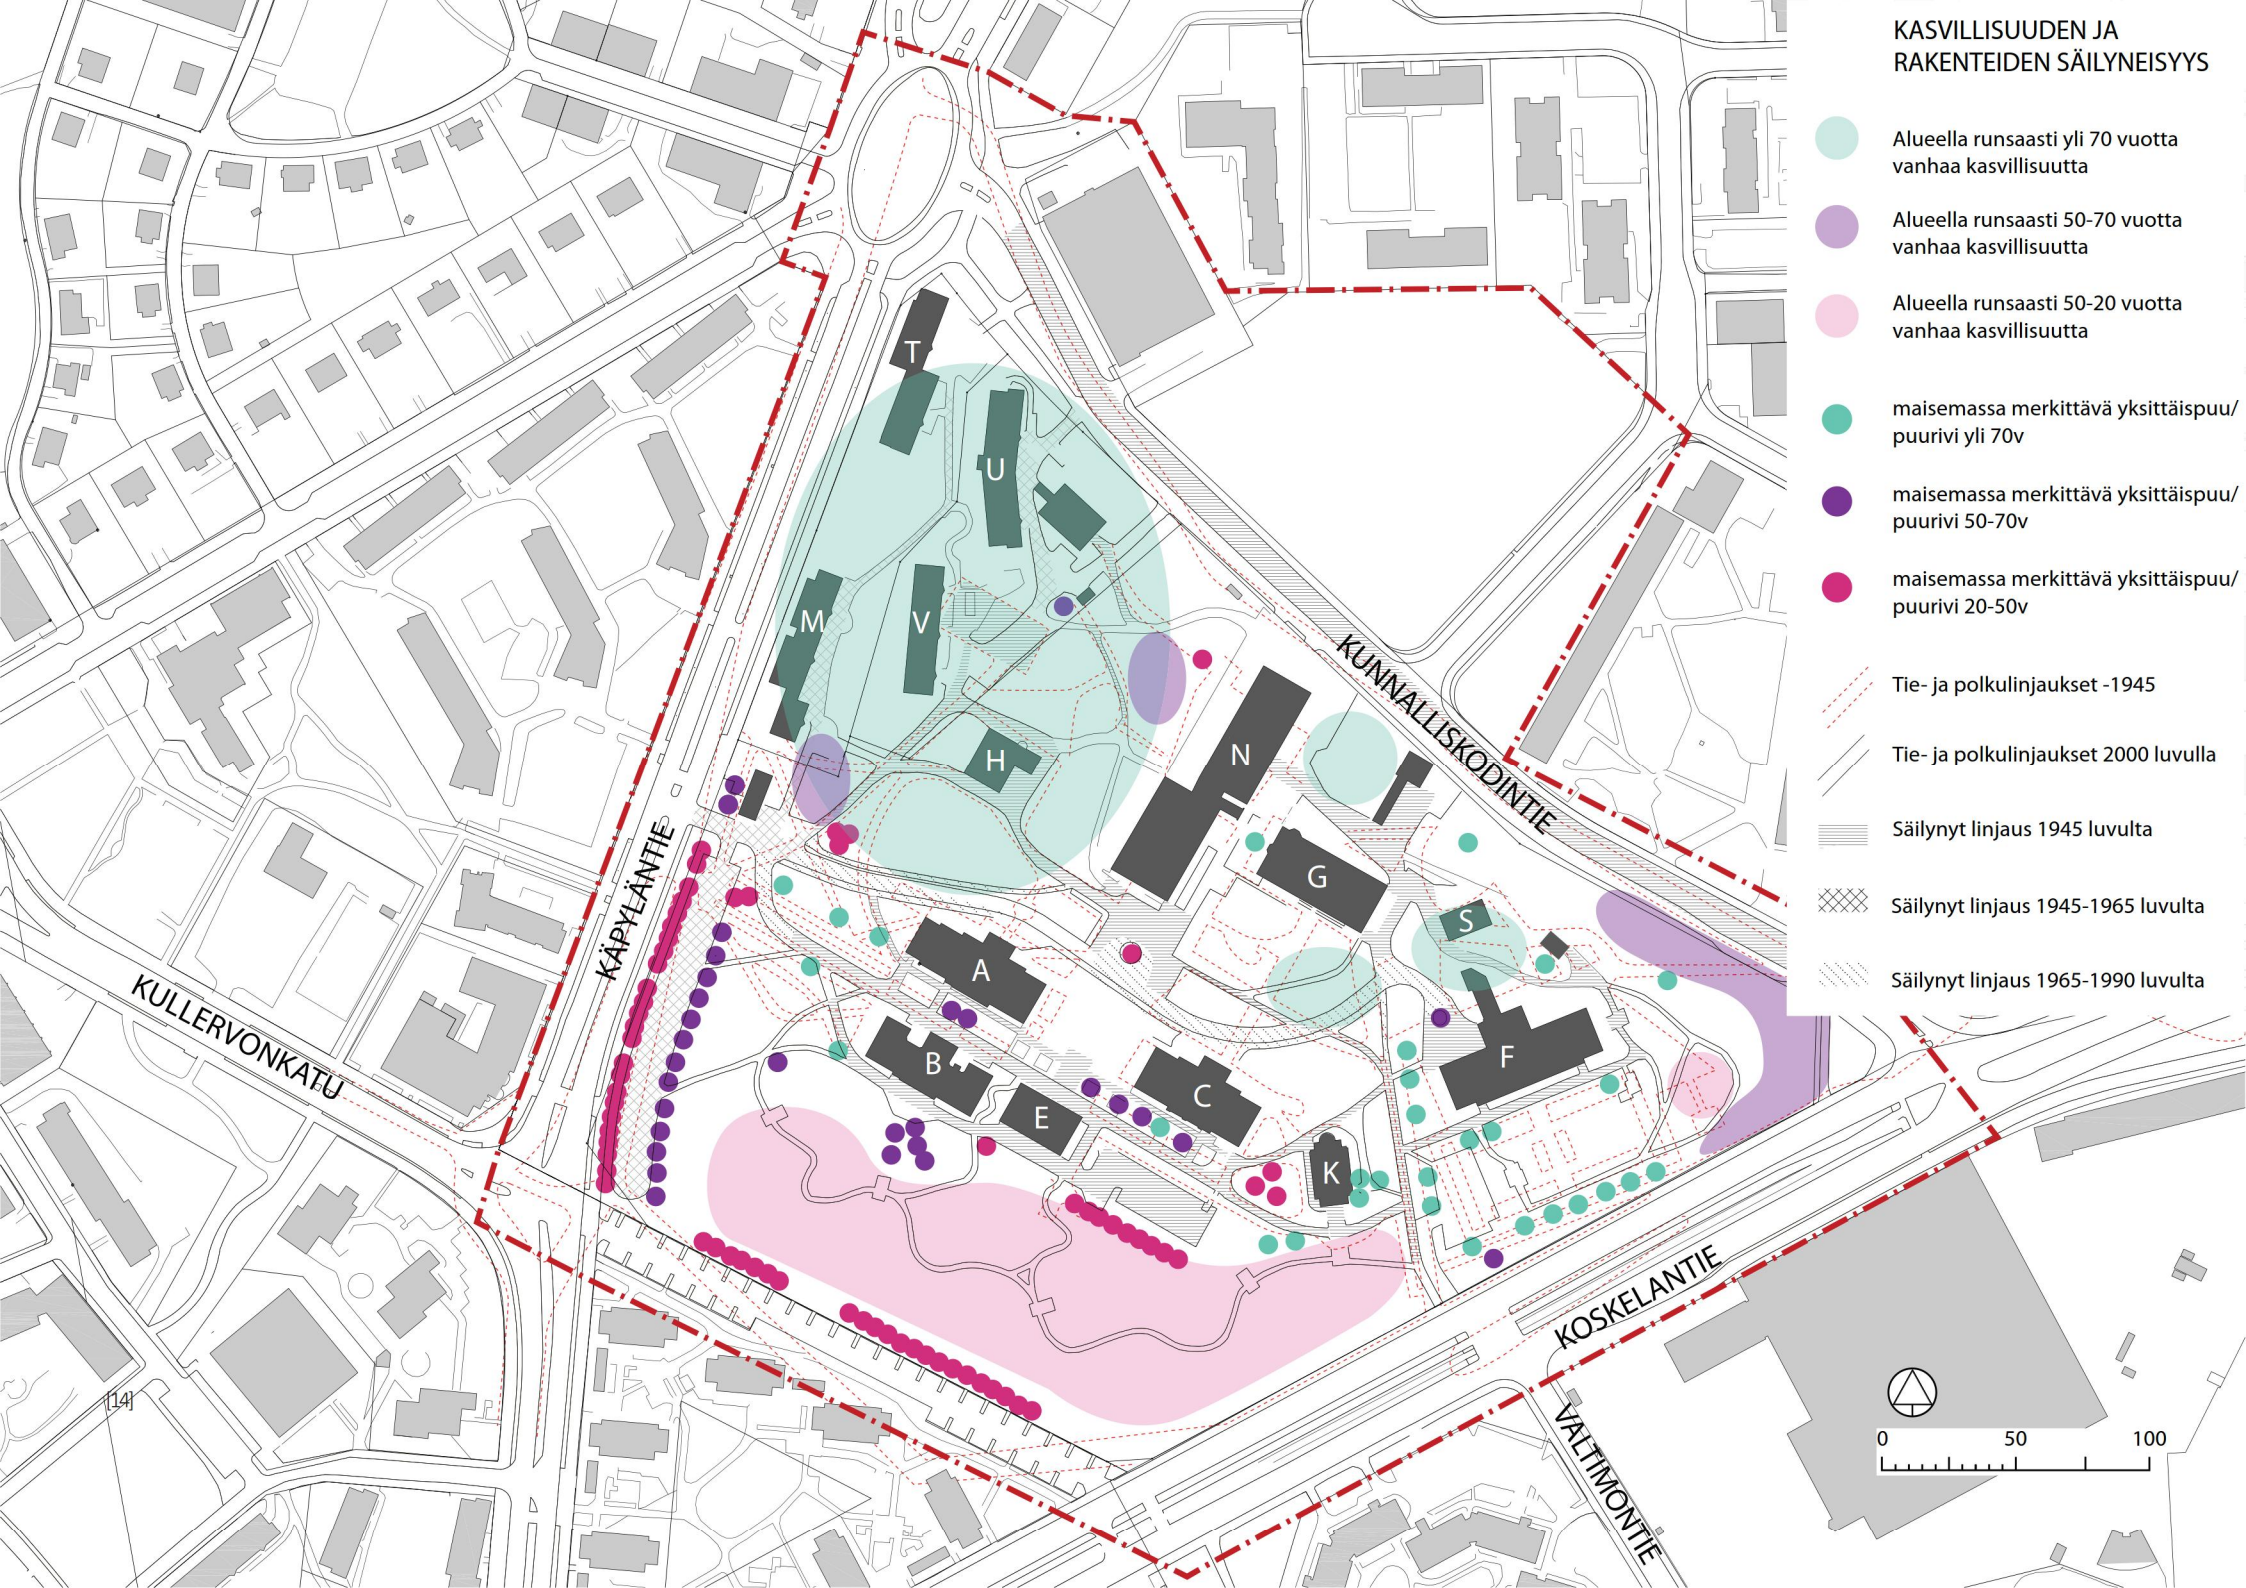 KASVILLISUUDEN JA
RAKENTEIDEN SÄILYNEISYYS
Alueella runsaasti yli 70 vuotta
vanhaa kasvillisuutta
Alueella runsaasti 50-70 vuotta
vanhaa kasvillisuutta
Alueella runsaasti 50-20 vuotta
vanhaa kasvillisuutta
maisemassa merkittävä yksittäispuu/
puurivi yli 70v
maisemassa merkittävä yksittäispuu/
puurivi 50-70v
maisemassa merkittävä yksittäispuu/
puurivi 20-50v
Tie- ja polkulinjaukset -1945
Tie- ja polkulinjaukset 2000 luvulla
Säilynyt linjaus 1945 luvulta
Säilynyt linjaus 1945-1965 luvulta
Säilynyt linjaus 1965-1990 luvulta
T
U
M
V
H
N
G
S
A
B
E
C
F
K
KUNNALLISKODINTIE
KÄPYLÄNTIE
KULLERVONKATU
KOSKELANTIE
VALTIMONTIE
[14]
0 50 100